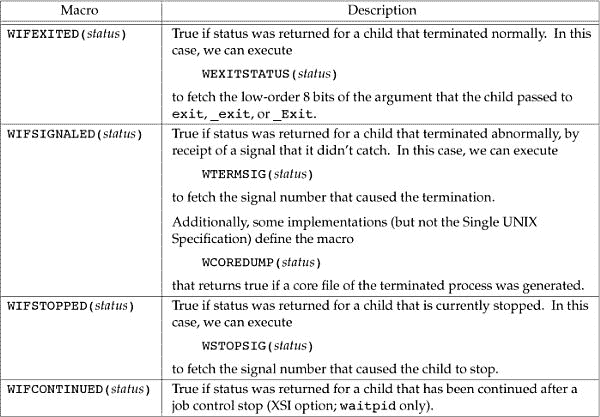 Macro Description
WIFEXITED(status) True if status was returned for a child that terminated normally. In this
case, we can execute
WEXITSTATUS(status)
to fetch the low-order 8 bits of the argument that the child passed to
exit, _exit, or _Exit.
WIFSIGNALED(status) True if status was returned for a child that terminated abnormally, by
receipt of a signal that it didn't catch. In this case, we can execute
WTERMSIG(status)
to fetch the signal number that caused the termination.
Additionally, some implementations (but not the Single UNIX
Specification) define the macro
WCOREDUMP(status)
that returns true if a core file of the terminated process was generated.
WIFSTOPPED(status) True if status was returned for a child that is currently stopped. In this
case, we can execute
WSTOPSIG(status)
to fetch the signal number that caused the child to stop.
WIFCONTINUED(status) True if status was returned for a child that has been continued after a
job control stop (XSI option; waitpid only).